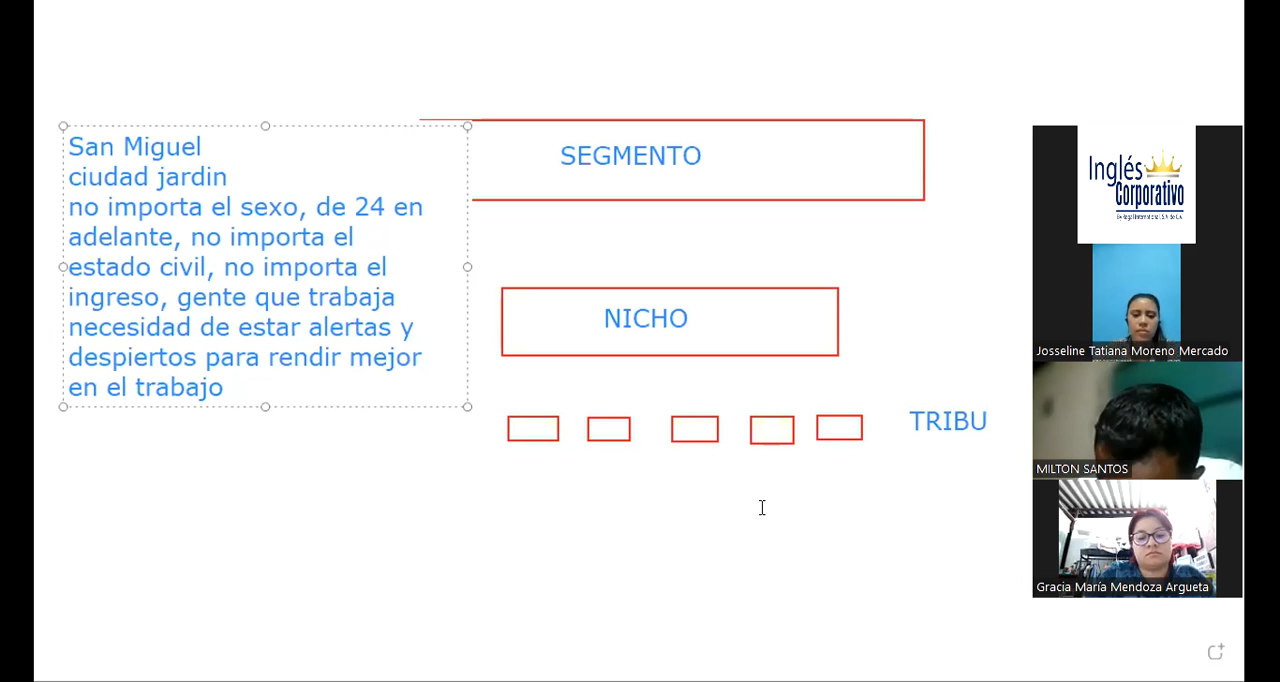 San Miguel
ciudad jardin
no importa el sexo, de 24 en
adelante, no importa el
estado civil, no importa el
ingreso, gente que trabaja
necesidad de estar alertas y
despiertos para rendir mejor
en el trabajo
SEGMENTO
NICHO
TRIBU
Inglés
Corporativo
Josseline Tatiana Moreno Mercado
MILTON SANTOS
Gracia María Mendoza Argueta